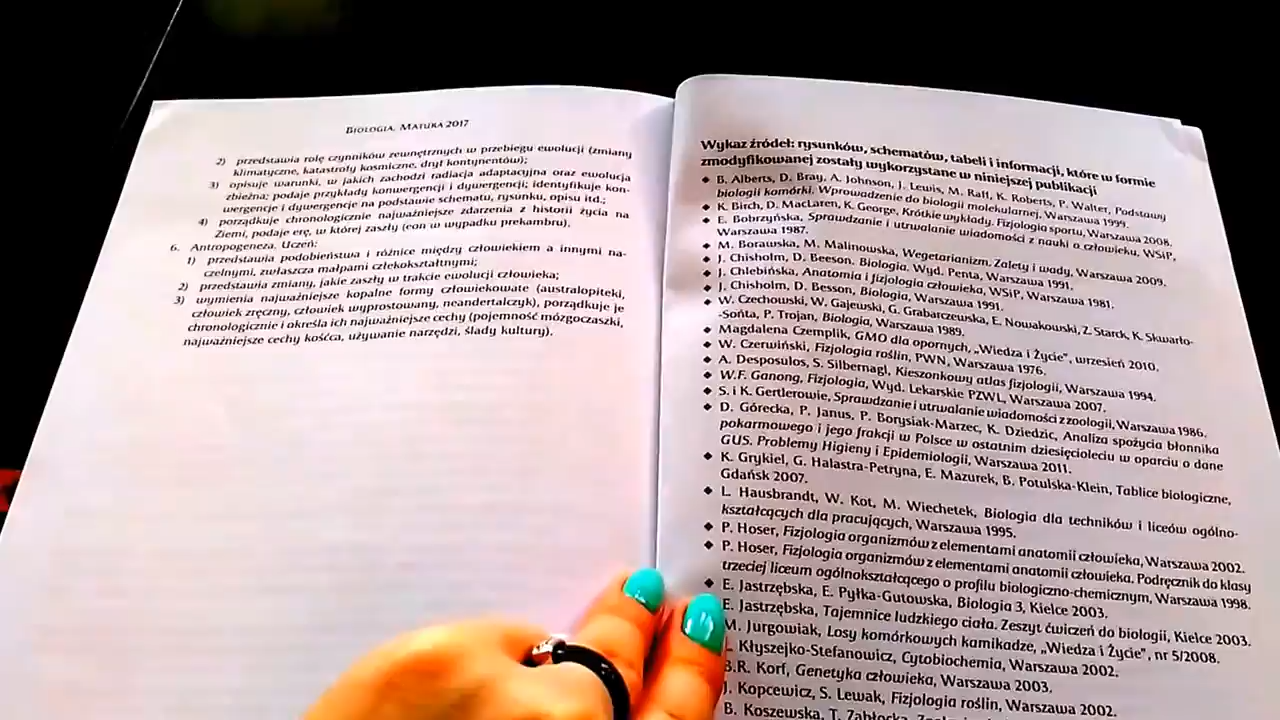 BIOLOGIA. MATURA 2017
2) przedstawia rolę czynników zewnętrznych w przebiegu ewolucji (zmiany
klimatyczne, katastrofy kosmiczne, dryf kontynentów);
3) opisuje warunki, w jakich zachodzi radiacja adaptacyjna oraz ewolucja
zbieżna; podaje przykłady konwergencji i dywergencji; identyfikuje kon-
wergencje i dywergencje na podstawie schematu, rysunku, opisu itd.;
4) porządkuje chronologicznie najważniejsze zdarzenia z historii życia na
Ziemi, podaje erę, w której zaszły (eon w wypadku prekambru).
6. Antropogeneza. Uczeń:
1) przedstawia podobieństwa i różnice między człowiekiem a innymi na-
czelnymi, zwłaszcza małpami człekokształtnymi;
2) przedstawia zmiany, jakie zaszły w trakcie ewolucji człowieka;
3) wymienia najważniejsze kopalne formy człowiekowate (australopiteki,
człowiek zręczny, człowiek wyprostowany, neandertalczyk), porządkuje je
chronologicznie i określa ich najważniejsze cechy (pojemność mózgoczaszki,
najważniejsze cechy kośćca, używanie narzędzi, ślady kultury).
Wykaz źródeł: rysunków, schematów, tabeli i informacji, które w formie
zmodyfikowanej zostały wykorzystane w niniejszej publikacji
◆ B. Alberts, D. Bray, A. Johnson, J. Lewis, M. Raff, K. Roberts, P. Walter, Podstawy
biologii komórki. Wprowadzenie do biologii molekularnej. Warszawa 1999.
◆ K. Birch, D. MacLaren, K. George, Krótkie wykłady, Fizjologia sportu, Warszawa 2008.
◆ E. Bobrzyńska, Sprawdzanie i utrwalanie wiadomości z nauki o człowieku, WSiP,
Warszawa 1987.
◆ M. Borawska, M. Malinowska, Wegetarianizm. Zalety i wady, Warszawa 2009.
◆ J. Chisholm, D. Beeson. Biologia. Wyd. Penta, Warszawa 1991.
◆ J. Chlebińska, Anatomia i fizjologia człowieka, WSiP, Warszawa 1981.
◆ J. Chisholm, D. Besson, Biologia, Warszawa 1991.
◆ W. Czechowski, W. Gajewski, G. Grabarczewska, E. Nowakowski, Z. Starck, K. Skwarło-
-Sońta, P. Trojan, Biologia, Warszawa 1989.
◆ Magdalena Czemplik, GMO dla opornych, „Wiedza i Życie", wrzesień 2010.
◆ W. Czerwiński, Fizjologia roślin, PWN, Warszawa 1976.
◆ A. Desposulos, S. Silbernagl, Kieszonkowy atlas fizjologii, Warszawa 1994.
◆ W.F. Ganong, Fizjologia, Wyd. Lekarskie PZWL, Warszawa 2007.
◆ S. i K. Gertlerowie, Sprawdzanie i utrwalanie wiadomości z zoologii, Warszawa 1986.
◆ D. Górecka, P. Janus, P. Borysiak-Marzec, K. Dziedzic, Analiza spożycia błonnika
pokarmowego i jego frakcji w Polsce w ostatnim dziesięcioleciu w oparciu o dane
GUS. Problemy Higieny i Epidemiologii, Warszawa 2011.
◆ K. Grykiel, G. Halastra-Petryna, E. Mazurek, B. Potulska-Klein, Tablice biologiczne,
Gdańsk 2007.
◆ L. Hausbrandt, W. Kot, M. Wiechetek, Biologia dla techników i liceów ogólno-
kształcących dla pracujących, Warszawa 1995.
◆ P. Hoser, Fizjologia organizmów z elementami anatomii człowieka, Warszawa 2002.
◆ P. Hoser, Fizjologia organizmów z elementami anatomii człowieka. Podręcznik do klasy
trzeciej liceum ogólnokształcącego o profilu biologiczno-chemicznym, Warszawa 1998.
◆ E. Jastrzębska, E. Pyłka-Gutowska, Biologia 3, Kielce 2003.
E. Jastrzębska, Tajemnice ludzkiego ciała. Zeszyt ćwiczeń do biologii, Kielce 2003.
M. Jurgowiak, Losy komórkowych kamikadze, „Wiedza i Życie", nr 5/2008.
L. Kłyszejko-Stefanowicz, Cytobiochemia, Warszawa 2002.
B.R. Korf, Genetyka człowieka, Warszawa 2003.
J. Kopcewicz, S. Lewak, Fizjologia roślin, Warszawa 2002.
B. Koszewska, T. Zabłocka,